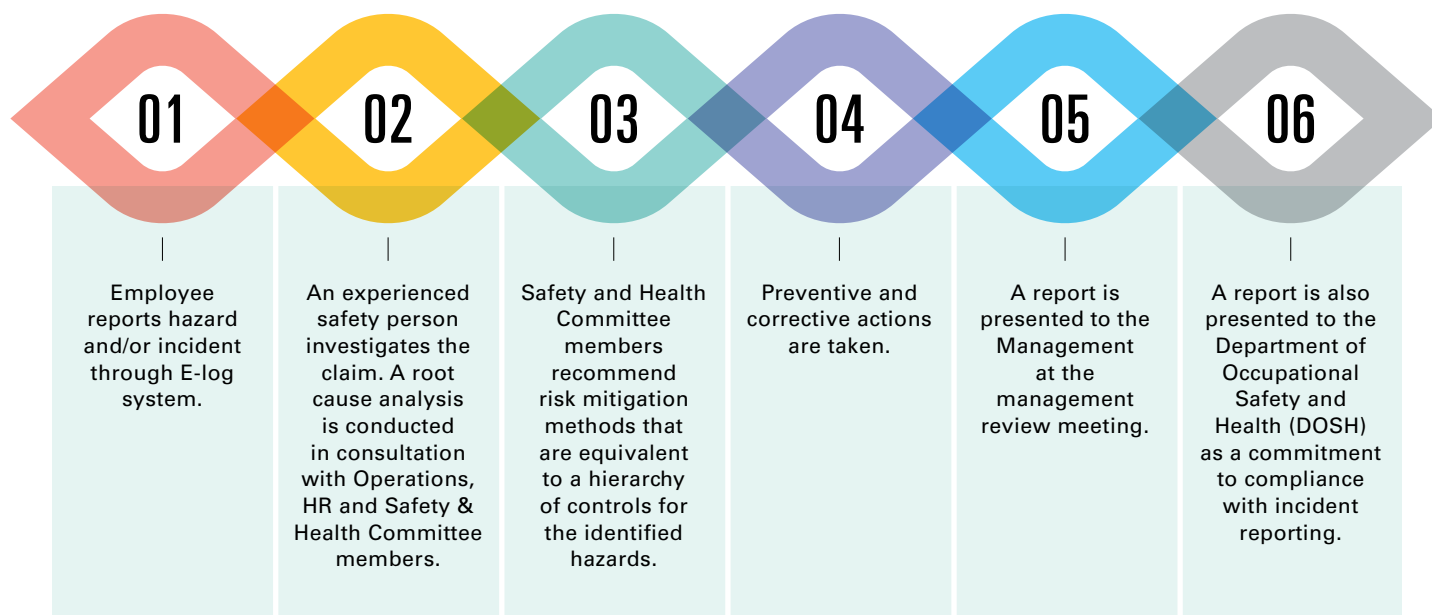 01
Employee
reports hazard
and/or incident
through E-log
system.
02
An experienced
safety person
investigates the
claim. A root
cause analysis
is conducted
in consultation
with Operations,
HR and Safety &
Health Committee
members.
03
Safety and Health
Committee
members
recommend
risk mitigation
methods that
are equivalent
to a hierarchy
of controls for
the identified
hazards.
04
Preventive and
corrective actions
are taken.
05
A report is
presented to the
Management
at the
management
review meeting.
06
A report is also
presented to the
Department of
Occupational
Safety and
Health (DOSH)
as a commitment
to compliance
with incident
reporting.